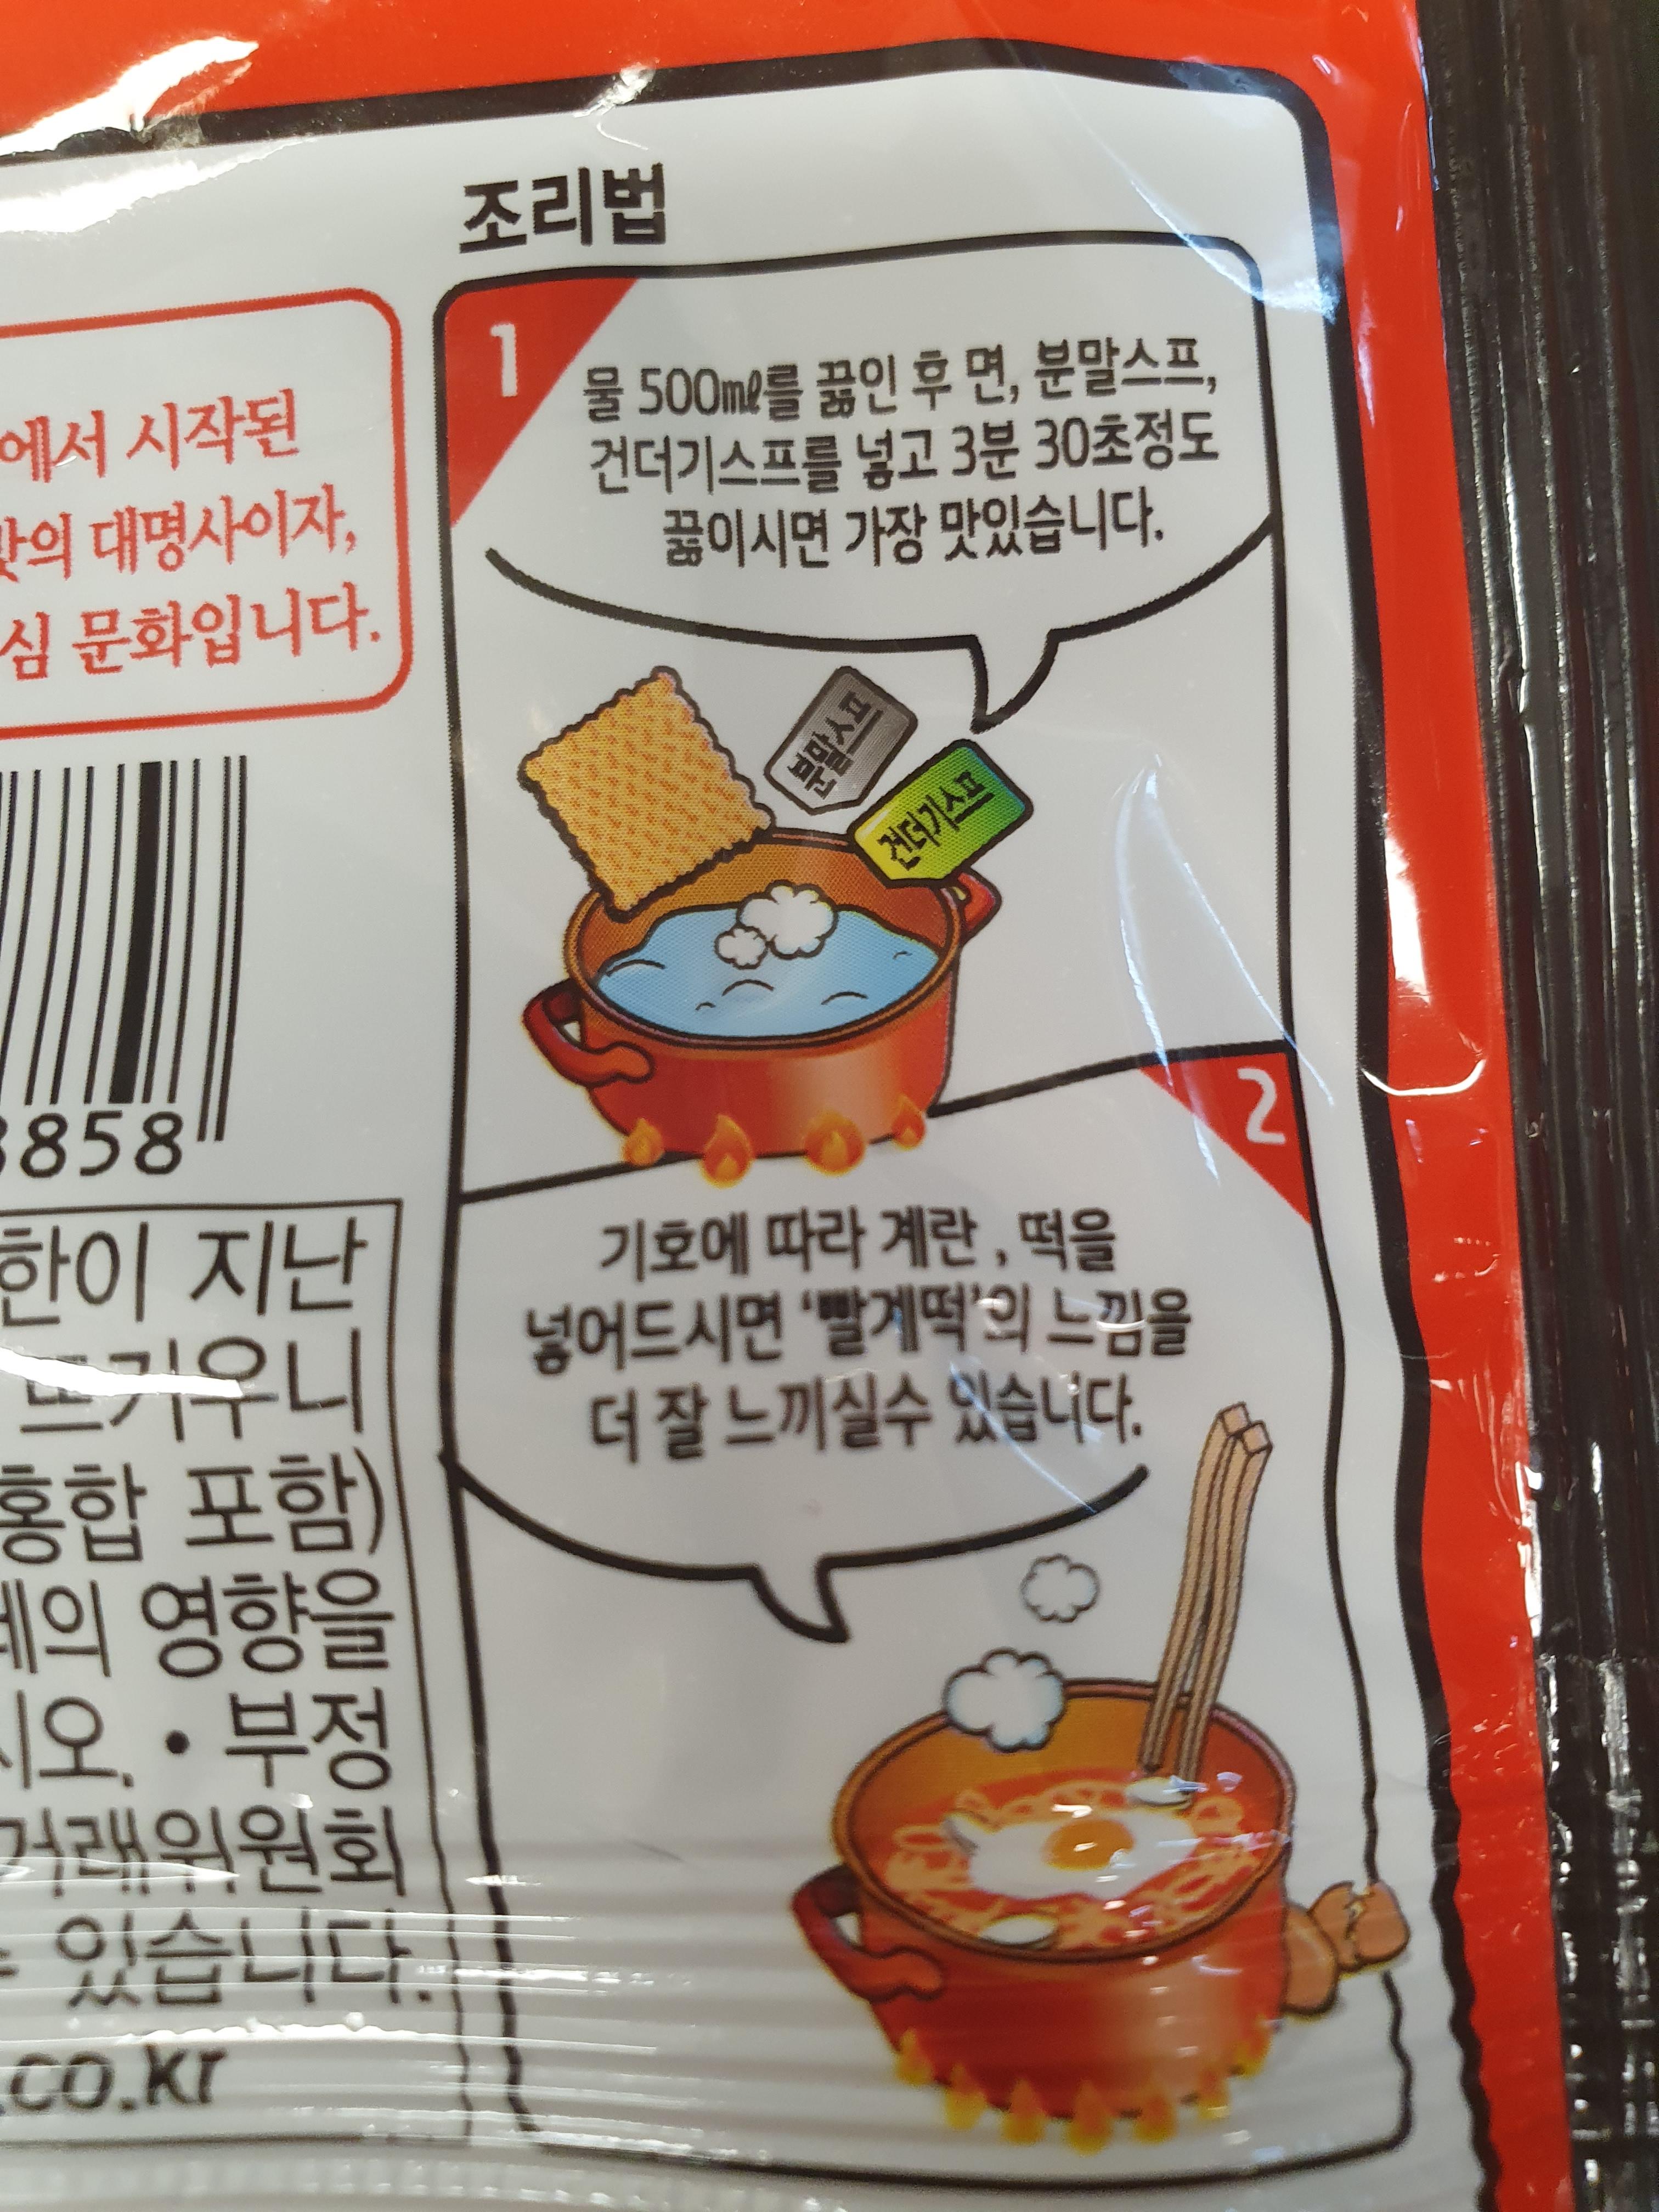 조리법
1
물 500㎖를 끓인 후 면, 분말스프,
건더기스프를 넣고 3분 30초정도
끓이시면 가장 맛있습니다.
분말스프
건더기스프
2
기호에 따라 계란 , 떡을
넣어드시면 '빨계떡'의 느낌을
더 잘 느끼실수 있습니다.
에서 시작된
맛의 대명사이자,
심 문화입니다.
8858
한이 지난
뜨거우니
홍합 포함)
영향을
시오. • 부정
거래위원회
있습니다.
.co.kr